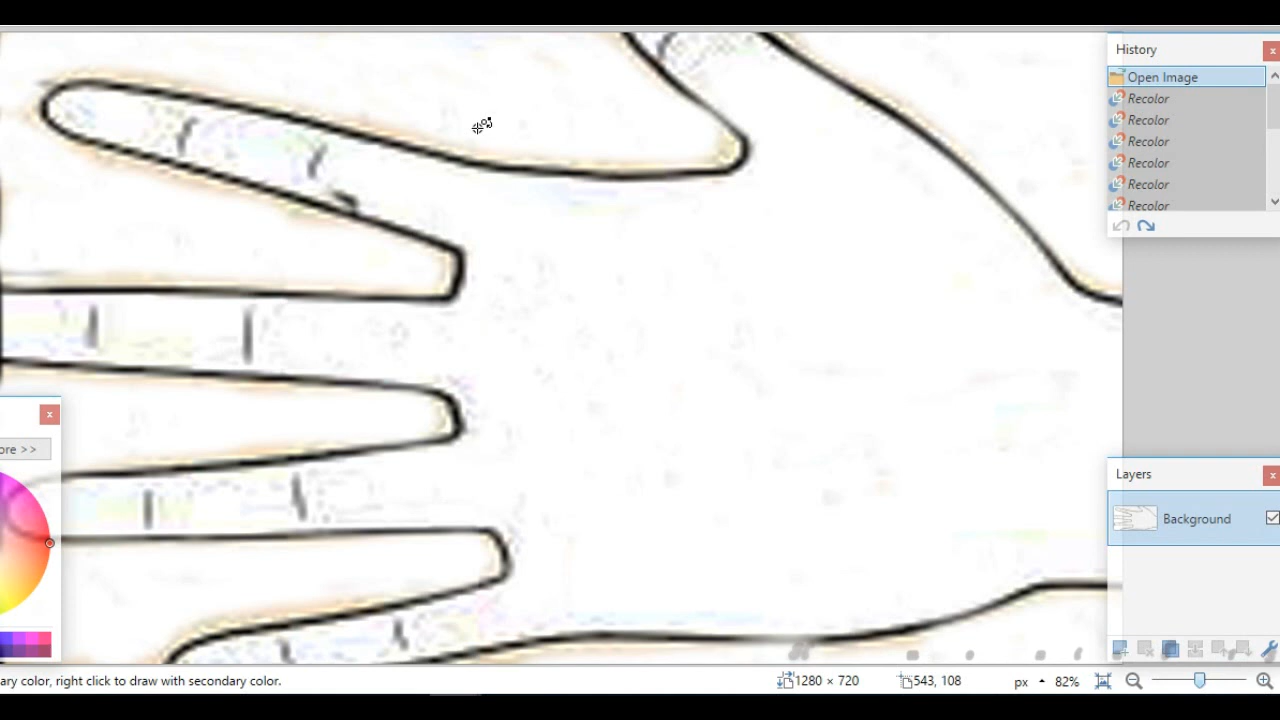 History
Open Image
Recolor
Recolor
Recolor
Recolor
Recolor
Recolor
ore >>
Layers
Background
ary color, right click to draw with secondary color.
1280 × 720
543, 108
px
82%